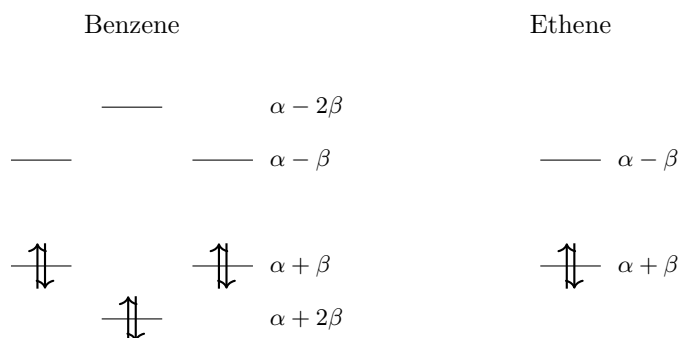 Benzene Ethene
α − 2β
α − β α − β
α + β α + β
α + 2β